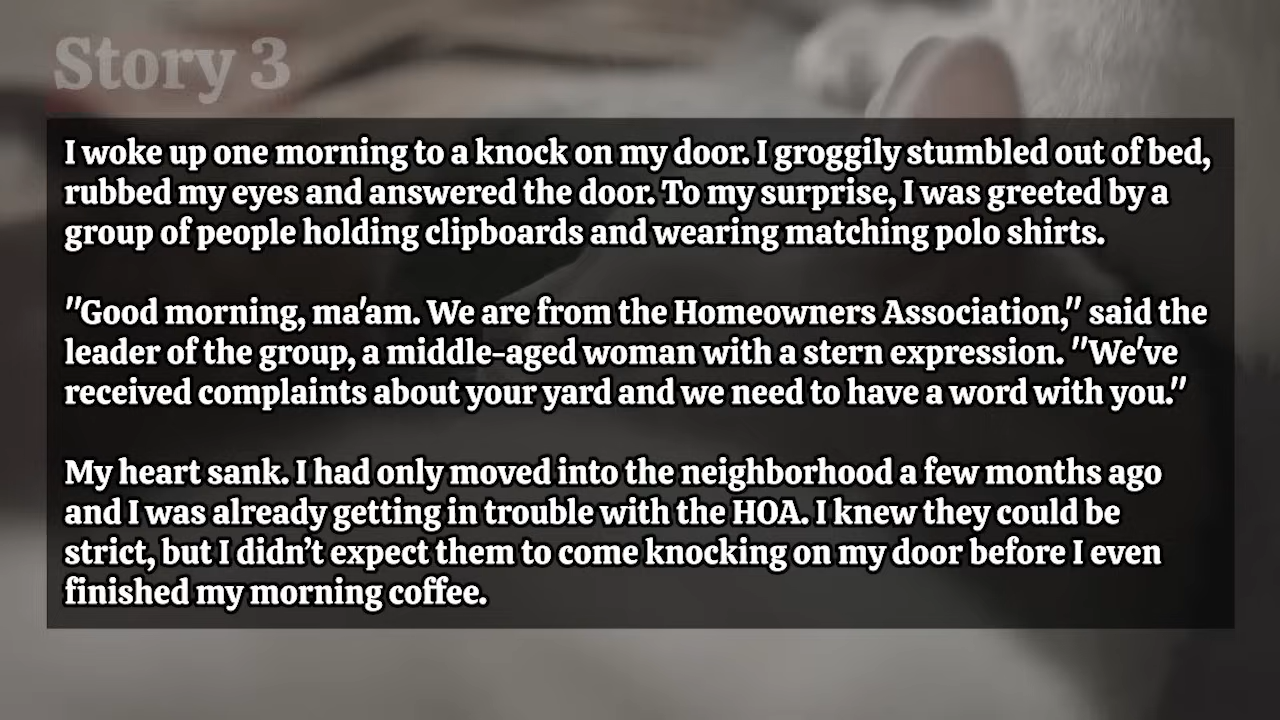 Story 3
I woke up one morning to a knock on my door. I groggily stumbled out of bed,
rubbed my eyes and answered the door. To my surprise, I was greeted by a
group of people holding clipboards and wearing matching polo shirts.
"Good morning, ma'am. We are from the Homeowners Association," said the
leader of the group, a middle-aged woman with a stern expression. "We've
received complaints about your yard and we need to have a word with you."
My heart sank. I had only moved into the neighborhood a few months ago
and I was already getting in trouble with the HOA. I knew they could be
strict, but I didn’t expect them to come knocking on my door before I even
finished my morning coffee.